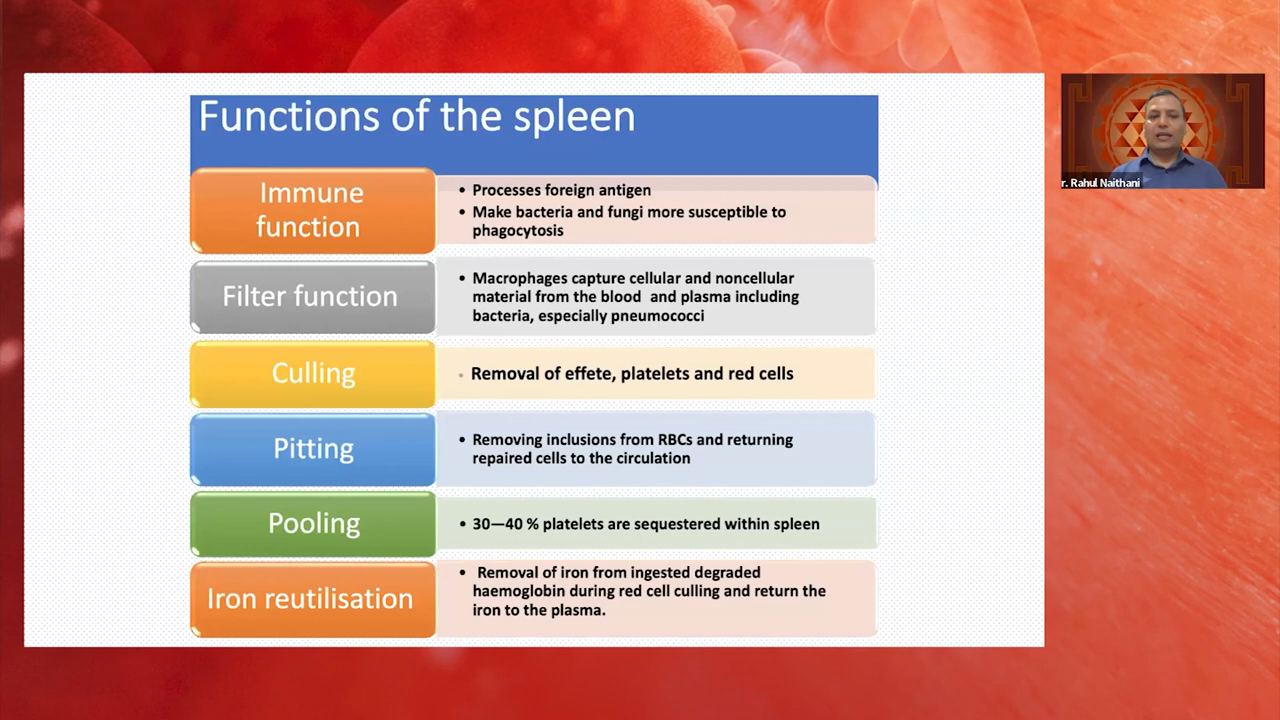 Functions of the spleen
Immune
function
• Processes foreign antigen
• Make bacteria and fungi more susceptible to
phagocytosis
Filter function
• Macrophages capture cellular and noncellular
material from the blood and plasma including
bacteria, especially pneumococci
Culling
• Removal of effete, platelets and red cells
Pitting
• Removing inclusions from RBCs and returning
repaired cells to the circulation
Pooling
• 30—40 % platelets are sequestered within spleen
Iron reutilisation
• Removal of iron from ingested degraded
haemoglobin during red cell culling and return the
iron to the plasma.
r. Rahul Naithani